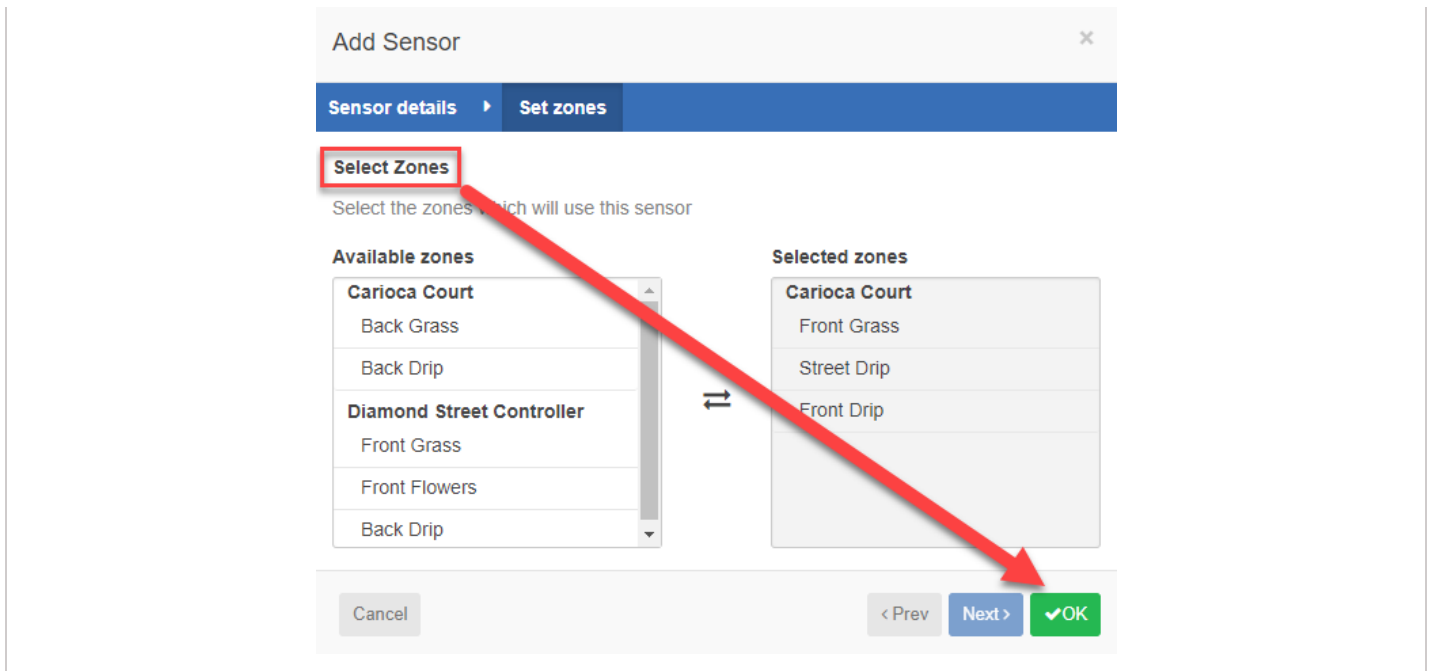 Add Sensor ×
Sensor details Set zones
Select Zones
Select the zones which will use this sensor
Available zones
Carioca Court
Back Grass
Back Drip
Diamond Street Controller
Front Grass
Front Flowers
Back Drip
Selected zones
Carioca Court
Front Grass
Street Drip
Front Drip
Cancel
< Prev
Next >
✔OK